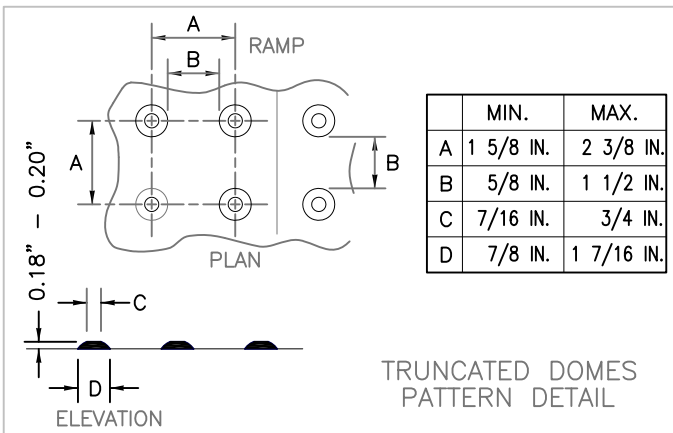 A
RAMP
B
A
B
PLAN
MIN. MAX.
A 1 5/8 IN. 2 3/8 IN.
B 5/8 IN. 1 1/2 IN.
C 7/16 IN. 3/4 IN.
D 7/8 IN. 1 7/16 IN.
0.18" - 0.20"
C
D
ELEVATION
TRUNCATED DOMES
PATTERN DETAIL